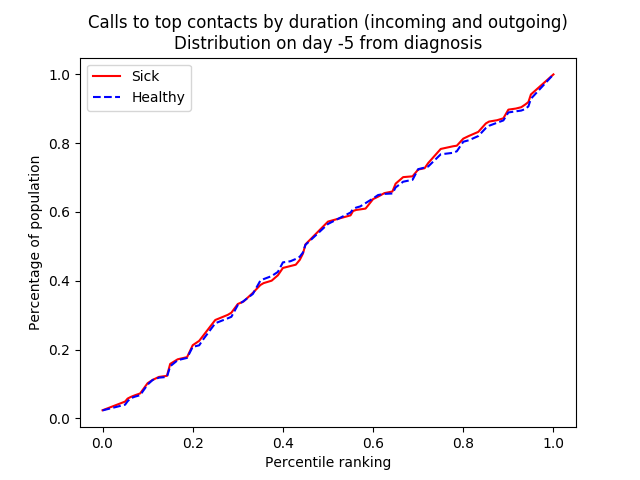 Calls to top contacts by duration (incoming and outgoing)
Distribution on day -5 from diagnosis
Sick
Healthy
Percentage of population
1.0
0.8
0.6
0.4
0.2
0.0
0.0 0.2 0.4 0.6 0.8 1.0
Percentile ranking